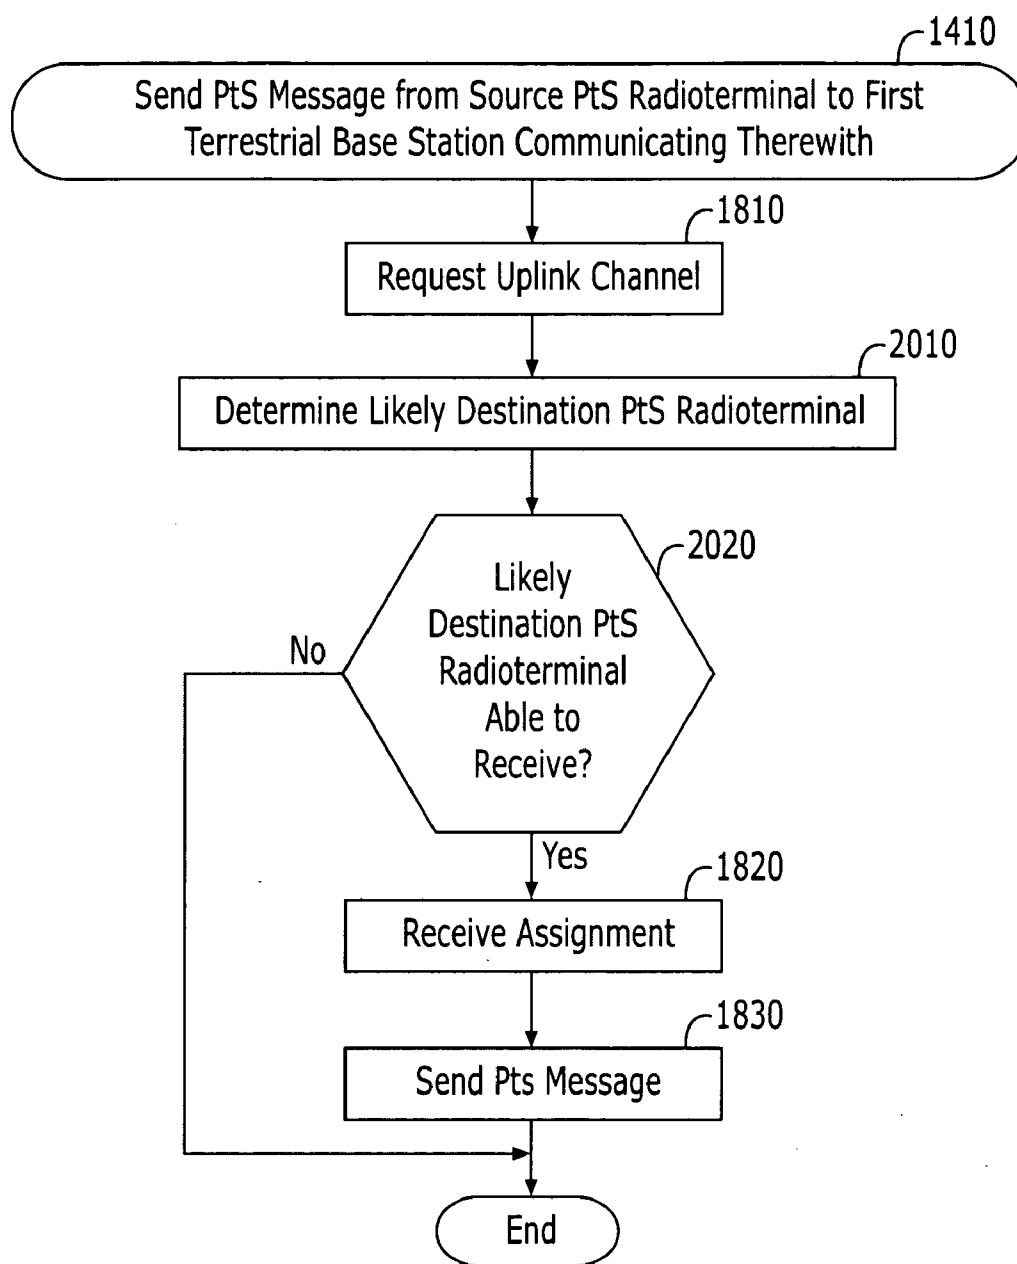 1410
Send PtS Message from Source PtS Radioterminal to First
Terrestrial Base Station Communicating Therewith
1810
Request Uplink Channel
2010
Determine Likely Destination PtS Radioterminal
2020
Likely
Destination PtS
Radioterminal
Able to
Receive?
No
Yes
1820
Receive Assignment
1830
Send Pts Message
End